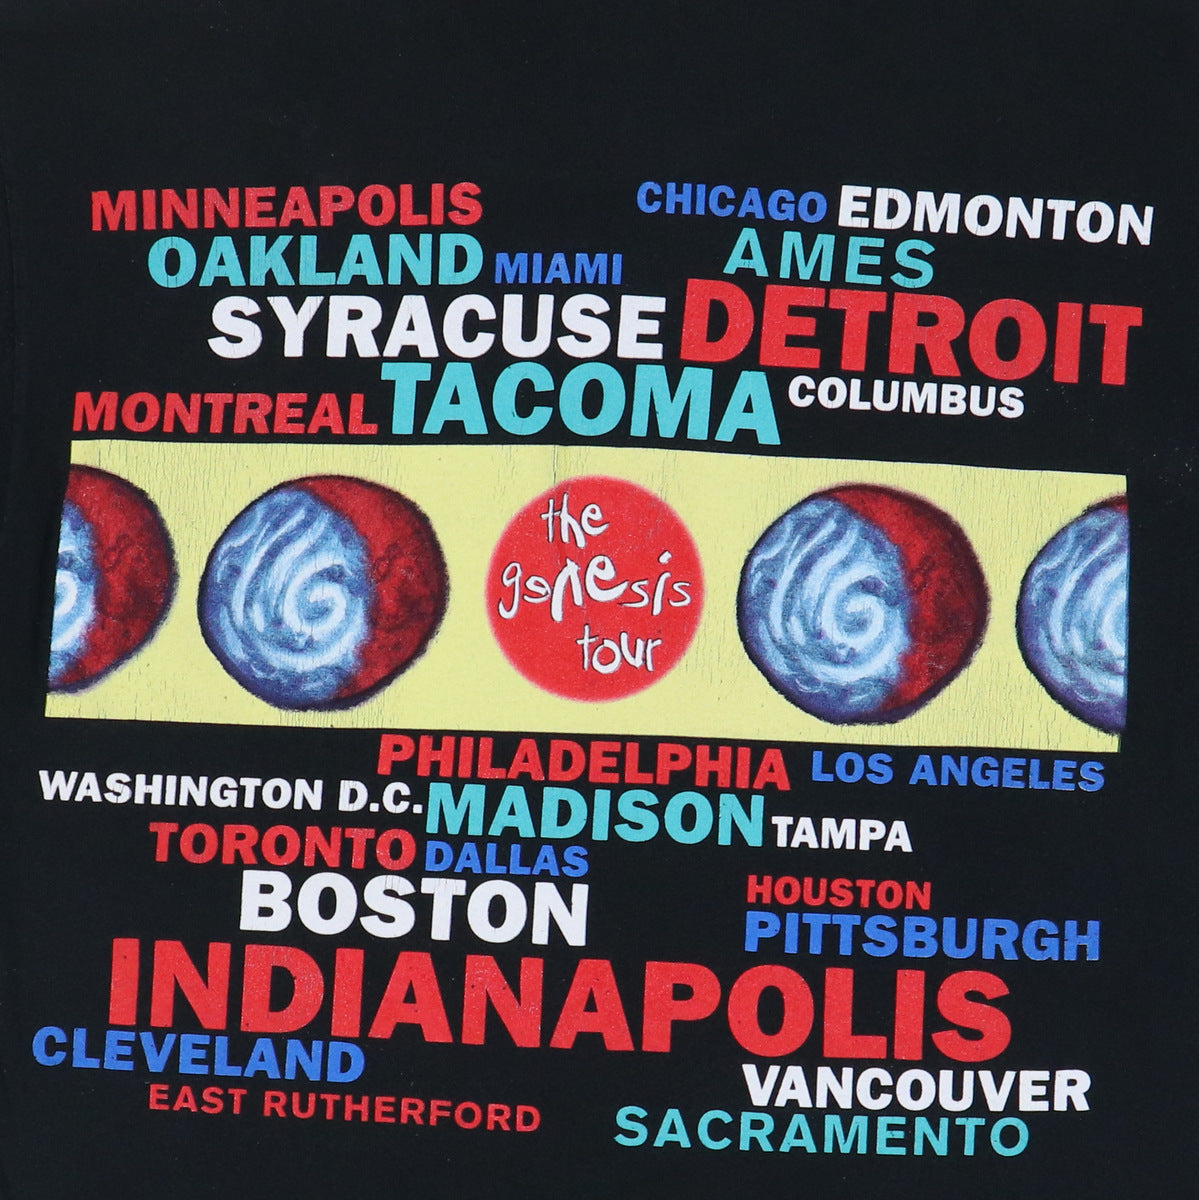 MINNEAPOLIS
CHICAGO EDMONTON
OAKLAND MIAMI
AMES
SYRACUSE DETROIT
MONTREAL TACOMA COLUMBUS
the
genesis
tour
PHILADELPHIA LOS ANGELES
WASHINGTON D.C. MADISON TAMPA
TORONTO DALLAS
BOSTON
HOUSTON
PITTSBURGH
INDIANAPOLIS
CLEVELAND
VANCOUVER
EAST RUTHERFORD
SACRAMENTO